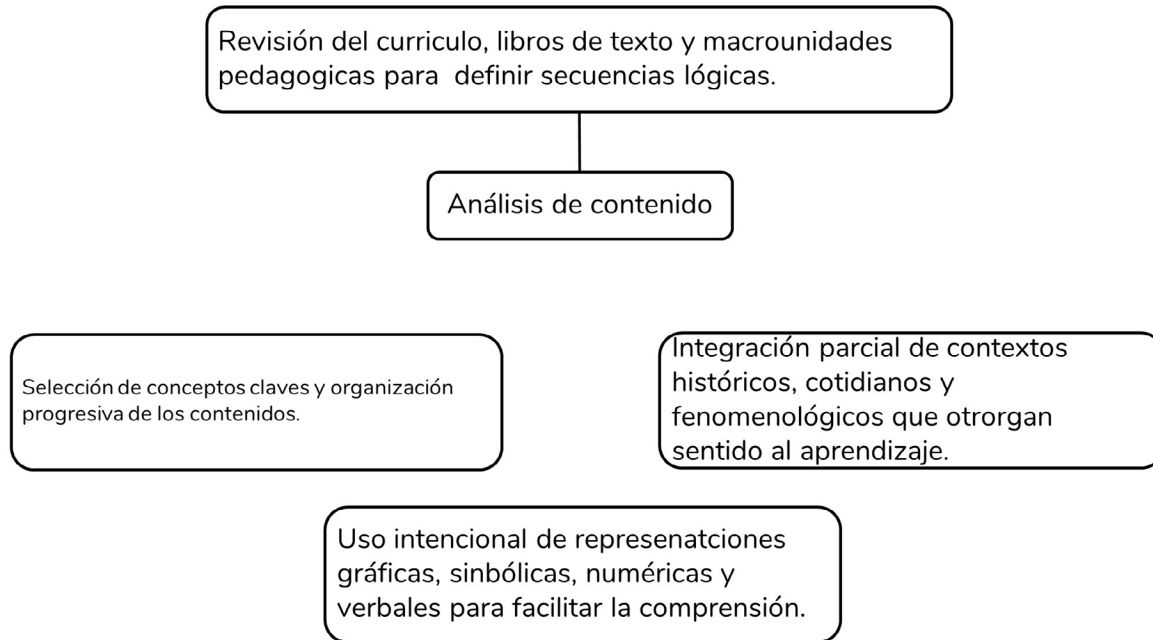 Revisión del curriculo, libros de texto y macrounidades
pedagogicas para definir secuencias lógicas.
Análisis de contenido
Selección de conceptos claves y organización
progresiva de los contenidos.
Integración parcial de contextos
históricos, cotidianos y
fenomenológicos que otrorgan
sentido al aprendizaje.
Uso intencional de represenatciones
gráficas, sinbólicas, numéricas y
verbales para facilitar la comprensión.